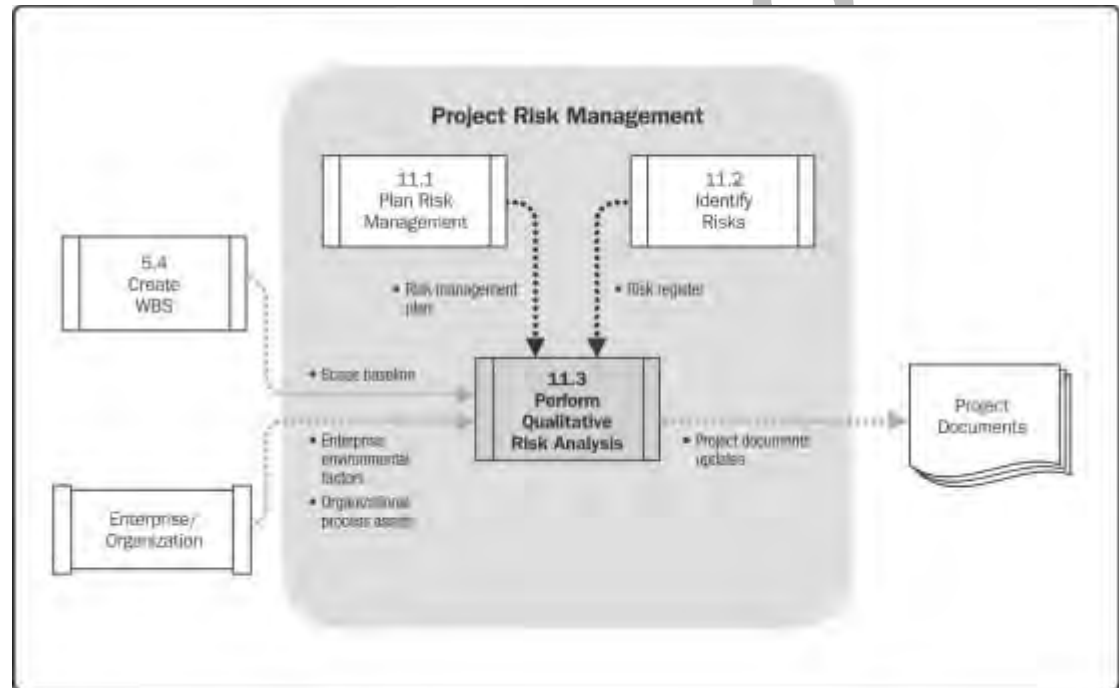 Project Risk Management
11.1
Plan Risk
Management
11.2
Identify
Risks
5.4
Create
WBS
• Risk management
plan
• Risk register
• Scope baseline
11.3
Perform
Qualitative
Risk Analysis
Project
Documents
• Enterprise
environmental
factors
• Organizational
process assets
• Project documents
updates
Enterprise/
Organization